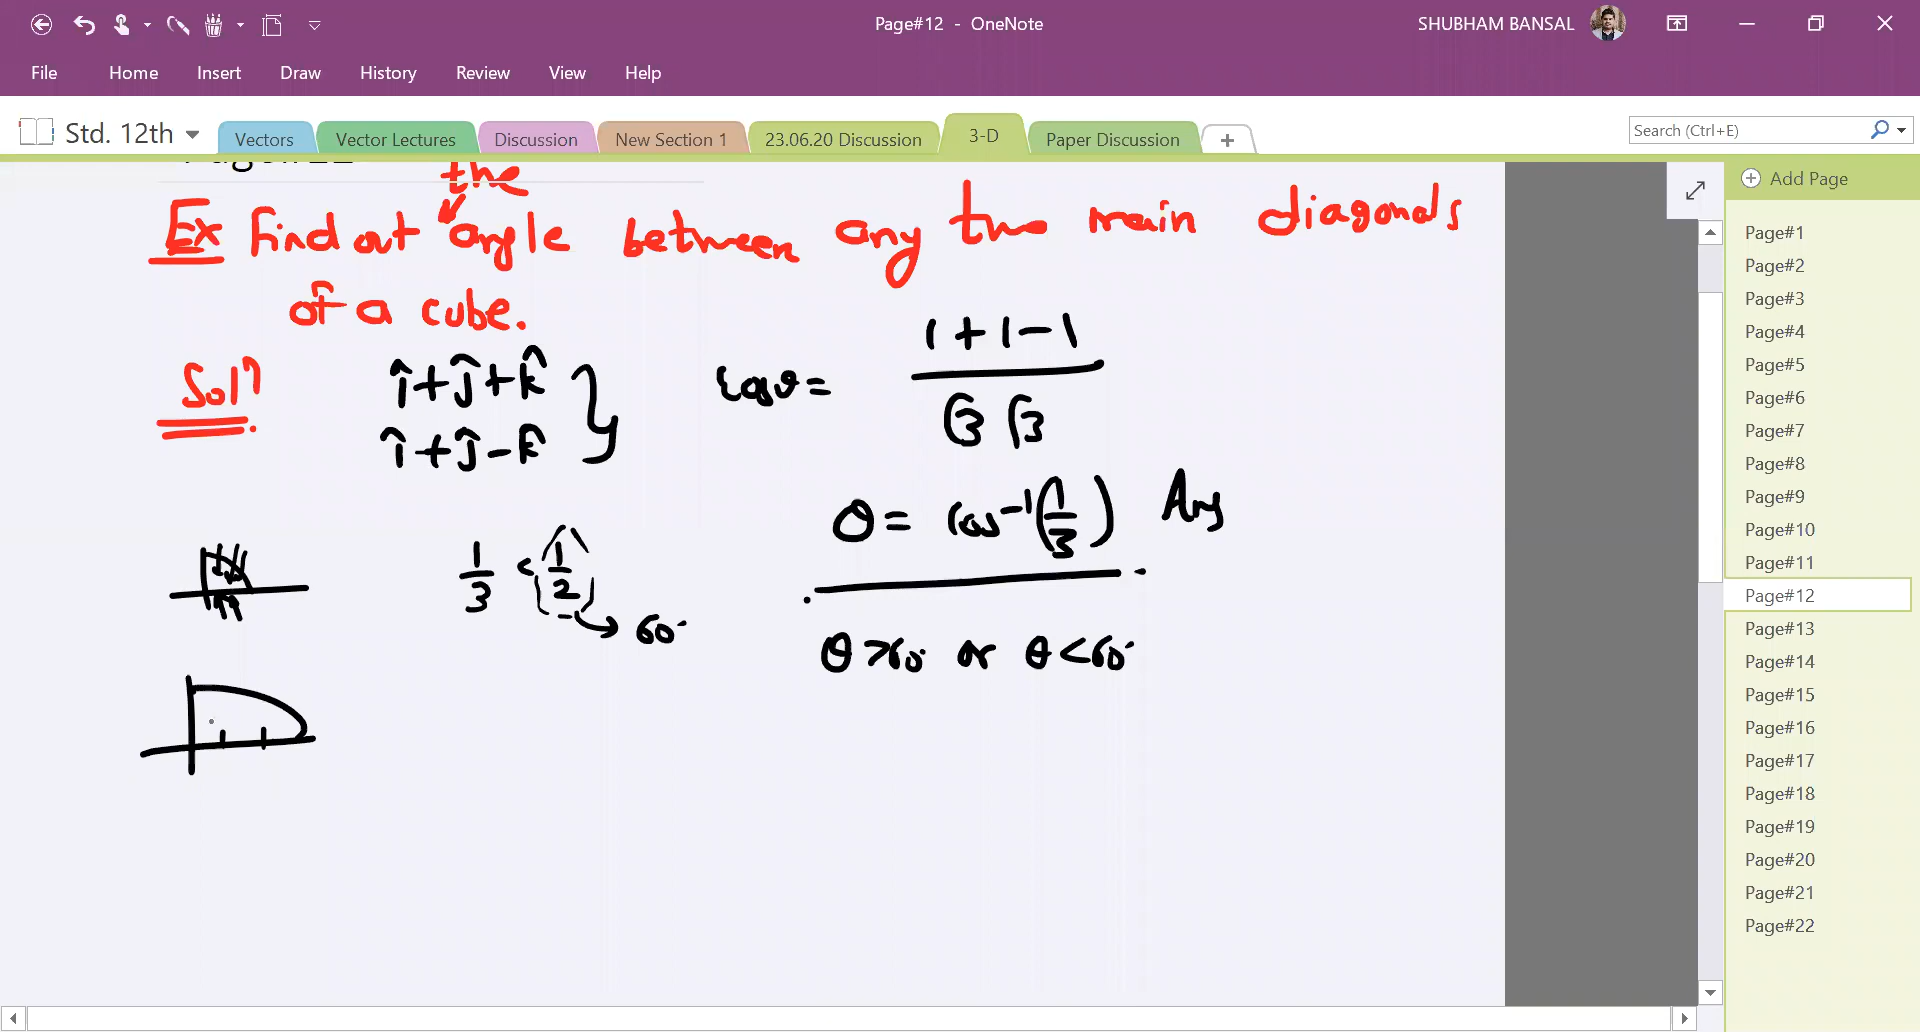 Page#12 - OneNote
SHUBHAM BANSAL
File Home Insert Draw History Review View Help
Std. 12th
Vectors
Vector Lectures
Discussion
New Section 1
23.06.20 Discussion
3-D
Paper Discussion
+
Search (Ctrl+E)
Add Page
the
Ex Find out angle between any two main diagonals
of a cube.
Solⁿ.
î+ĵ+k̂
î+ĵ-k̂
cosθ = (1+1-1)/(√3 √3)
θ = cos⁻¹(1/3) Ans
1/3 < 1/2 → 60°
θ>60° or θ<60°
Page#1
Page#2
Page#3
Page#4
Page#5
Page#6
Page#7
Page#8
Page#9
Page#10
Page#11
Page#12
Page#13
Page#14
Page#15
Page#16
Page#17
Page#18
Page#19
Page#20
Page#21
Page#22